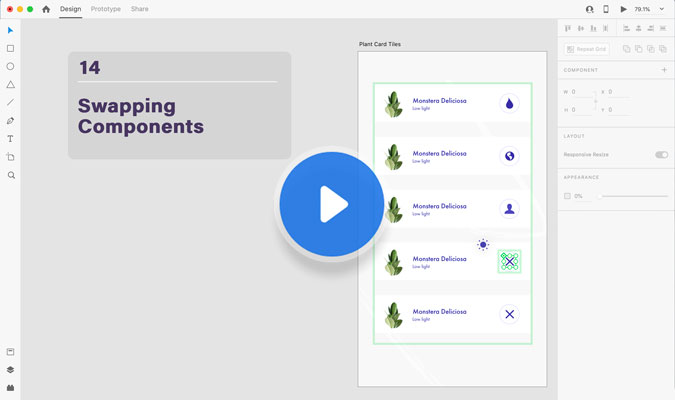 Design Prototype Share
79.1%
Plant Card Tiles
14
Swapping
Components
Monstera Deliciosa
Low light
Monstera Deliciosa
Low light
Monstera Deliciosa
Low light
Monstera Deliciosa
Low light
Monstera Deliciosa
Low light
T
Repeat Grid
COMPONENT
W 0 X 0
H 0 Y 0
LAYOUT
Responsive Resize
APPEARANCE
0%